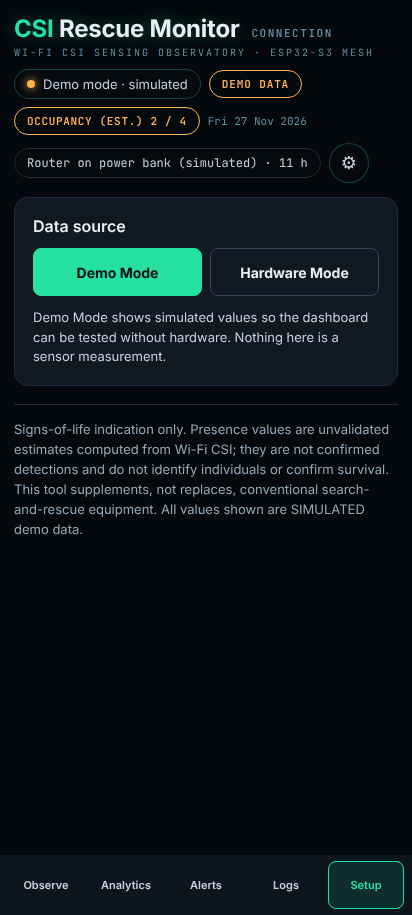 CSI Rescue Monitor CONNECTION
WI-FI CSI SENSING OBSERVATORY · ESP32-S3 MESH
Demo mode · simulated
DEMO DATA
OCCUPANCY (EST.) 2 / 4
Fri 27 Nov 2026
Router on power bank (simulated) · 11 h
Data source
Demo Mode
Hardware Mode
Demo Mode shows simulated values so the dashboard
can be tested without hardware. Nothing here is a
sensor measurement.
Signs-of-life indication only. Presence values are unvalidated
estimates computed from Wi-Fi CSI; they are not confirmed
detections and do not identify individuals or confirm survival.
This tool supplements, not replaces, conventional search-
and-rescue equipment. All values shown are SIMULATED
demo data.
Observe
Analytics
Alerts
Logs
Setup